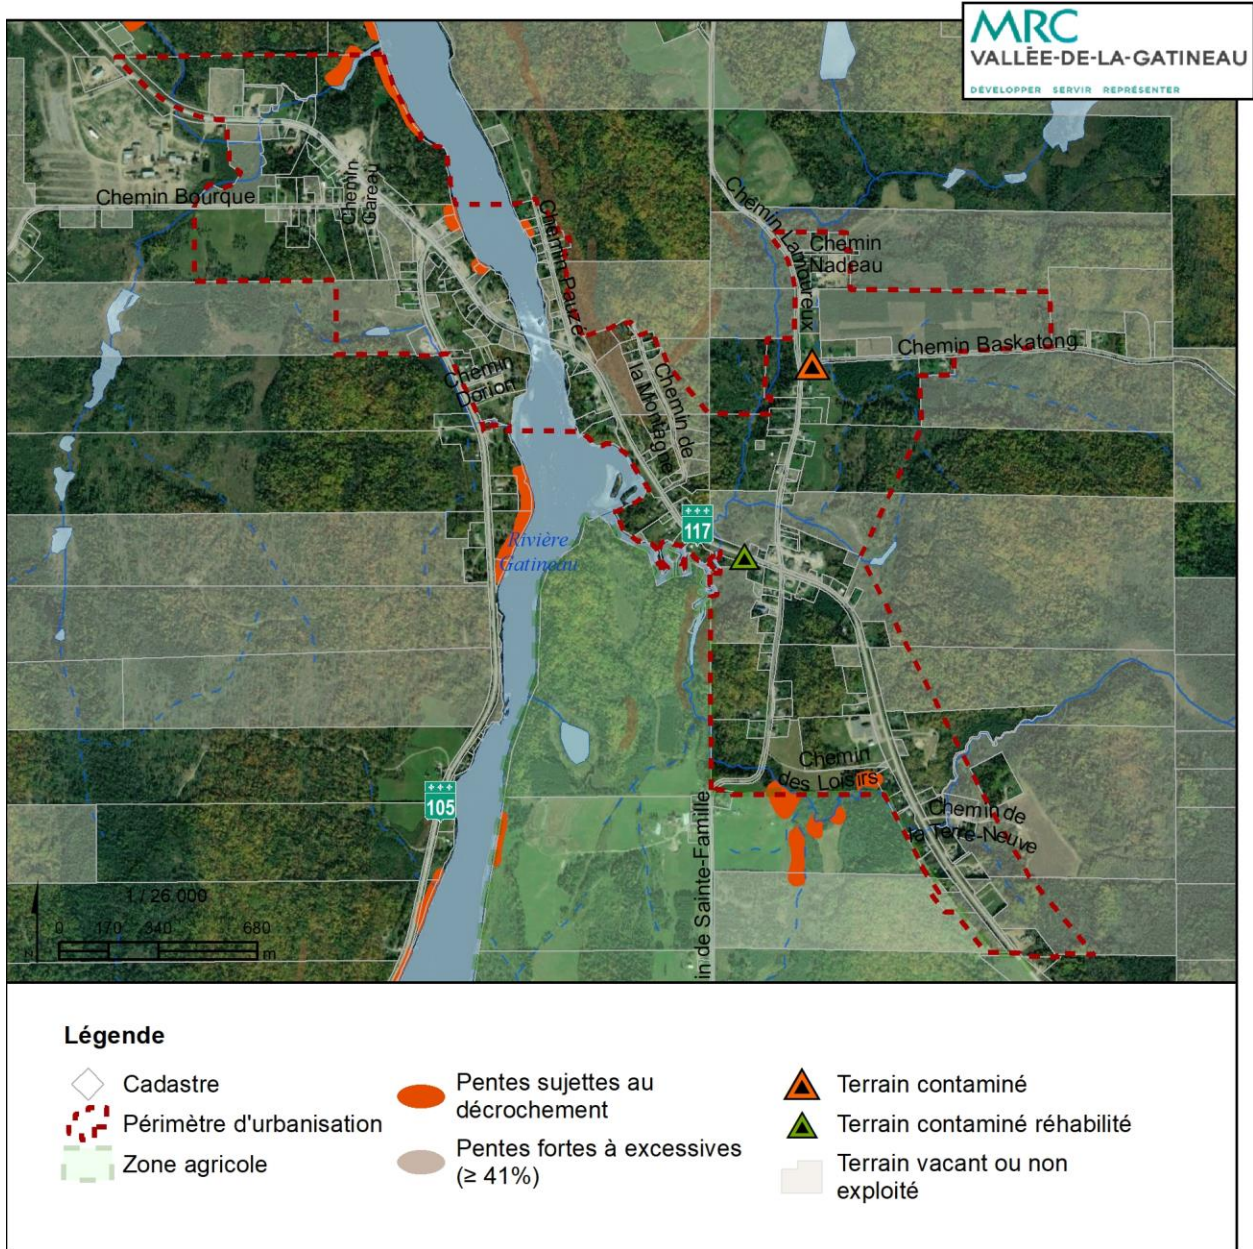 MRC
VALLÉE-DE-LA-GATINEAU
DÉVELOPPER SERVIR REPRÉSENTER
Chemin Bourque
Chemin
Gareau
Chemin Pauzé
Chemin Lamoureux
Chemin
Nadeau
Chemin Baskatong
Chemin
Dorion
Chemin de
la Montagne
117
Rivière
Gatineau
105
Chemin
des Loisirs
Chemin de
la Terre-Neuve
in de Sainte-Famille
1 / 26 000
0 170 340 680
m
N
Légende
Cadastre
Périmètre d'urbanisation
Zone agricole
Pentes sujettes au
décrochement
Pentes fortes à excessives
(≥ 41%)
Terrain contaminé
Terrain contaminé réhabilité
Terrain vacant ou non
exploité